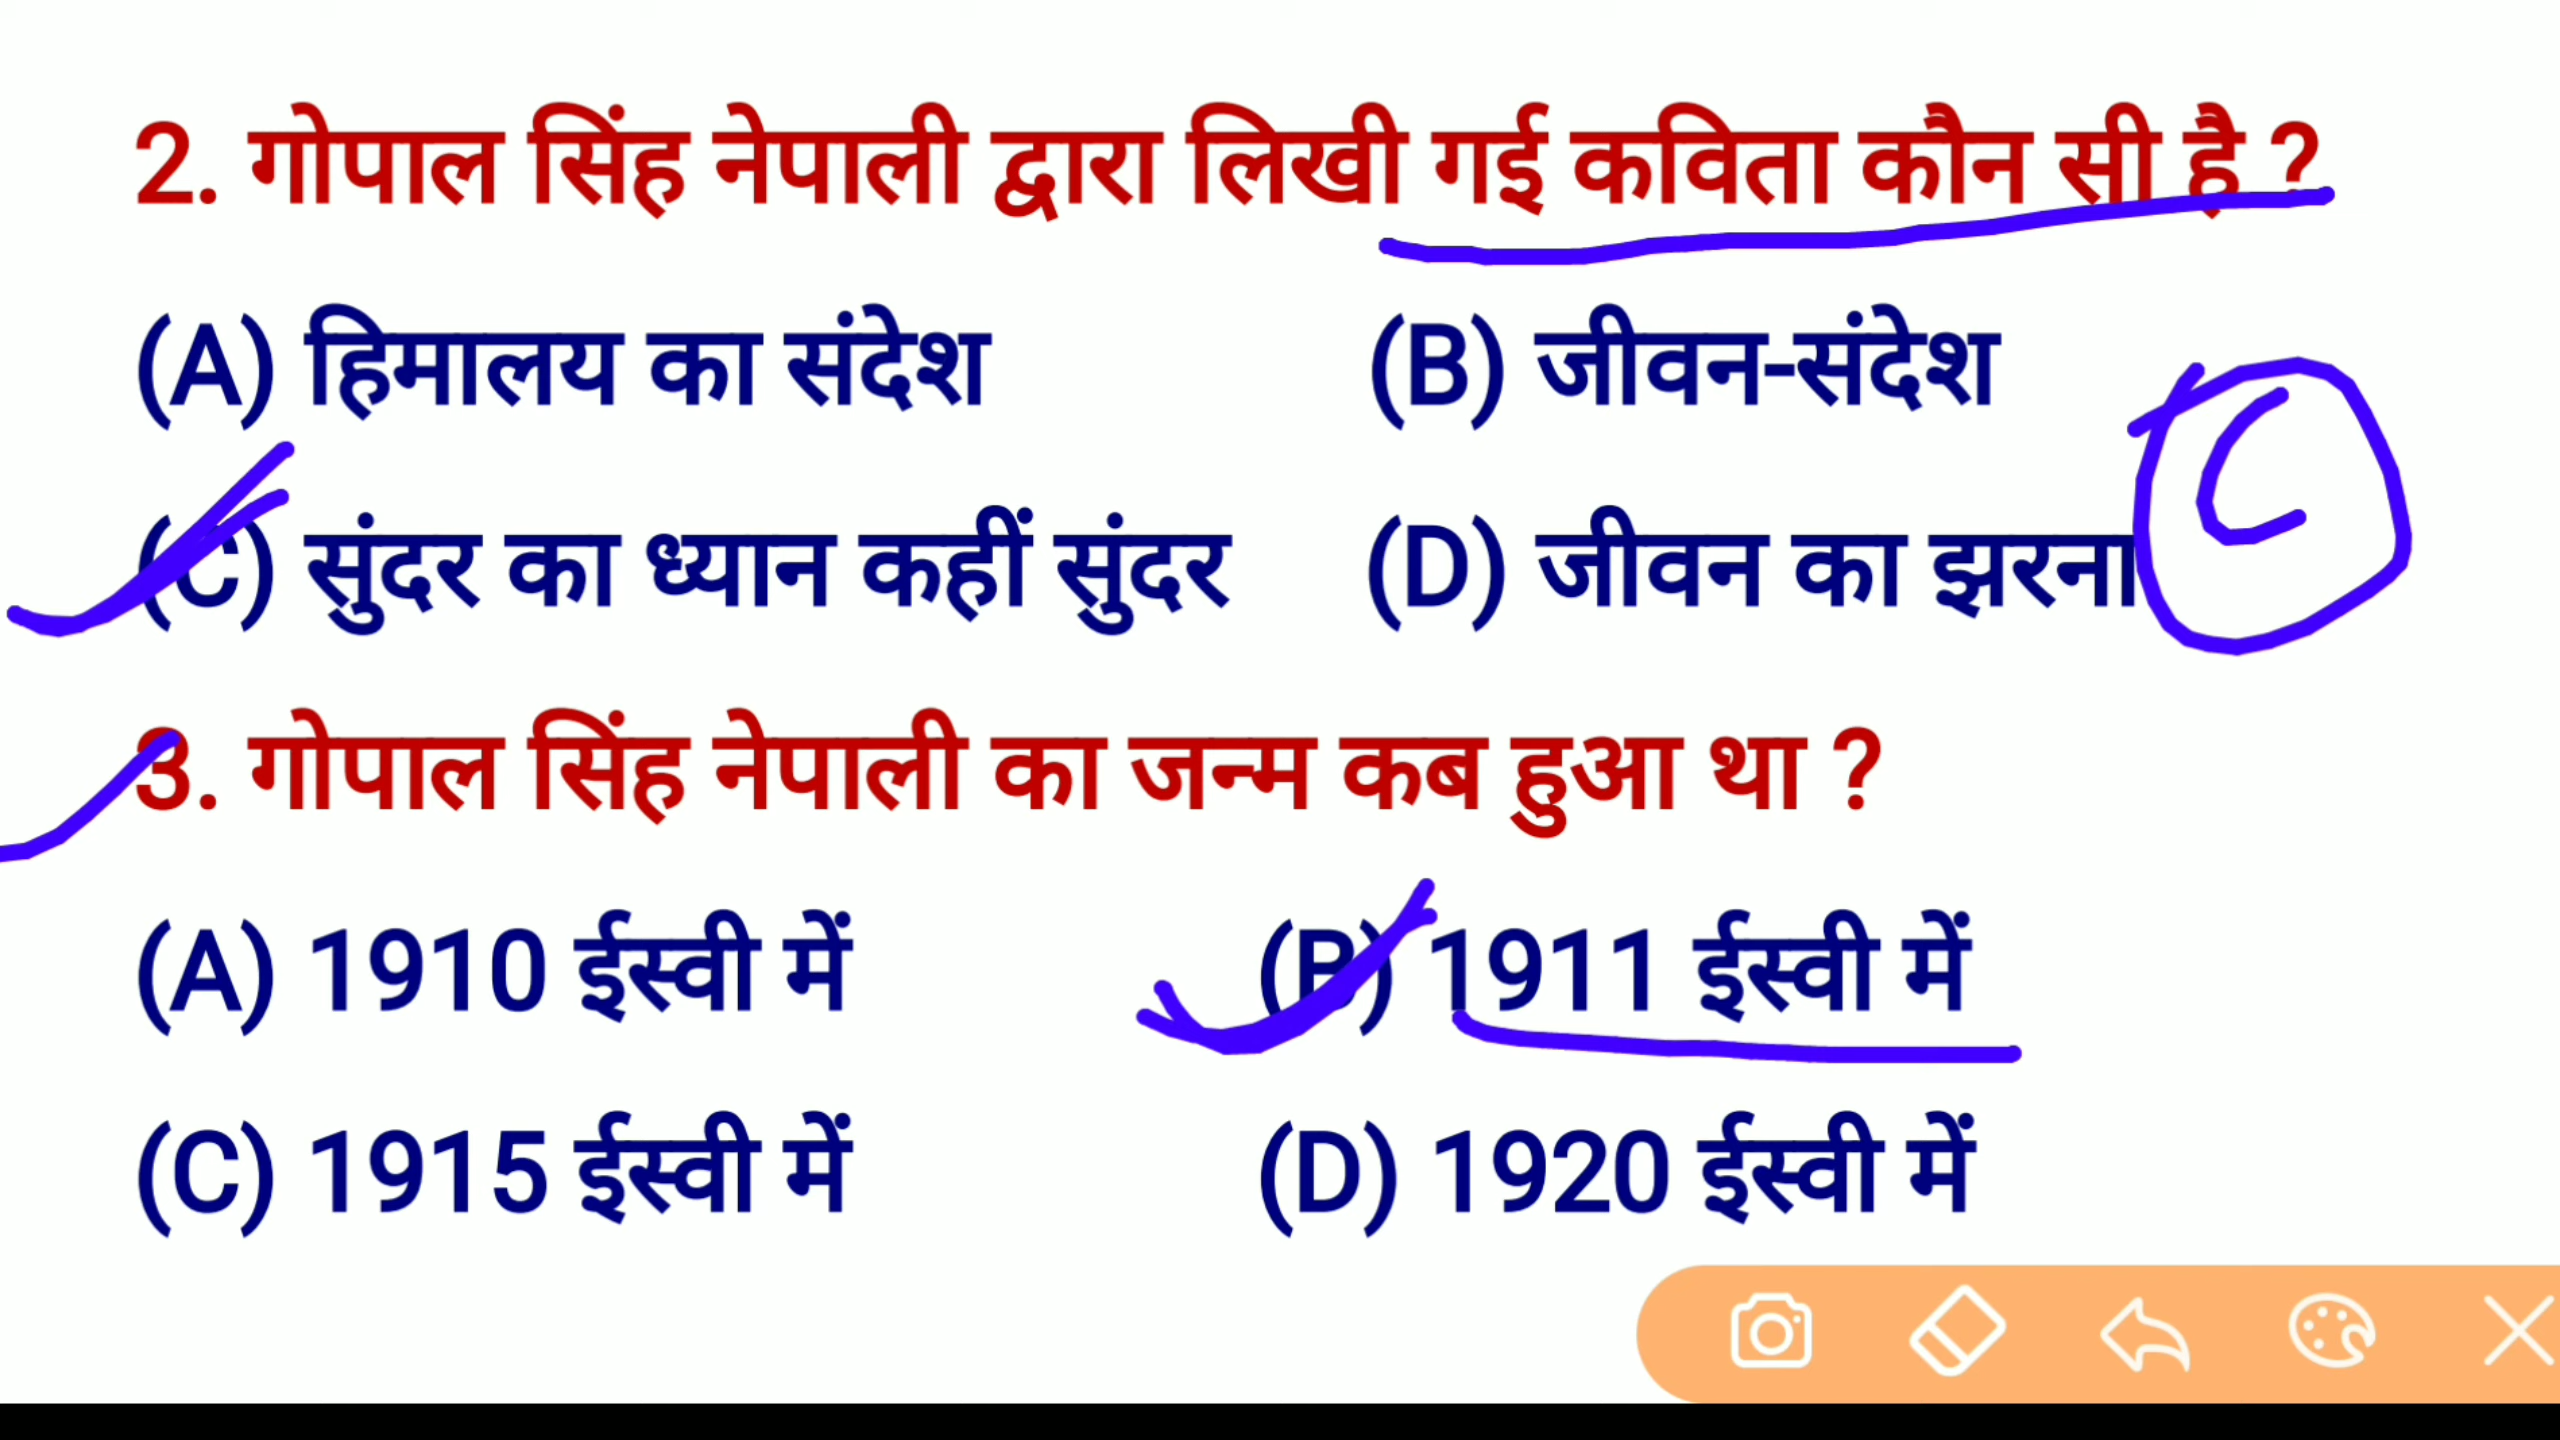 2. गोपाल सिंह नेपाली द्वारा लिखी गई कविता कौन सी है ?
(A) हिमालय का संदेश (B) जीवन-संदेश
(C) सुंदर का ध्यान कहीं सुंदर (D) जीवन का झरना
C
3. गोपाल सिंह नेपाली का जन्म कब हुआ था ?
(A) 1910 ईस्वी में (B) 1911 ईस्वी में
(C) 1915 ईस्वी में (D) 1920 ईस्वी में